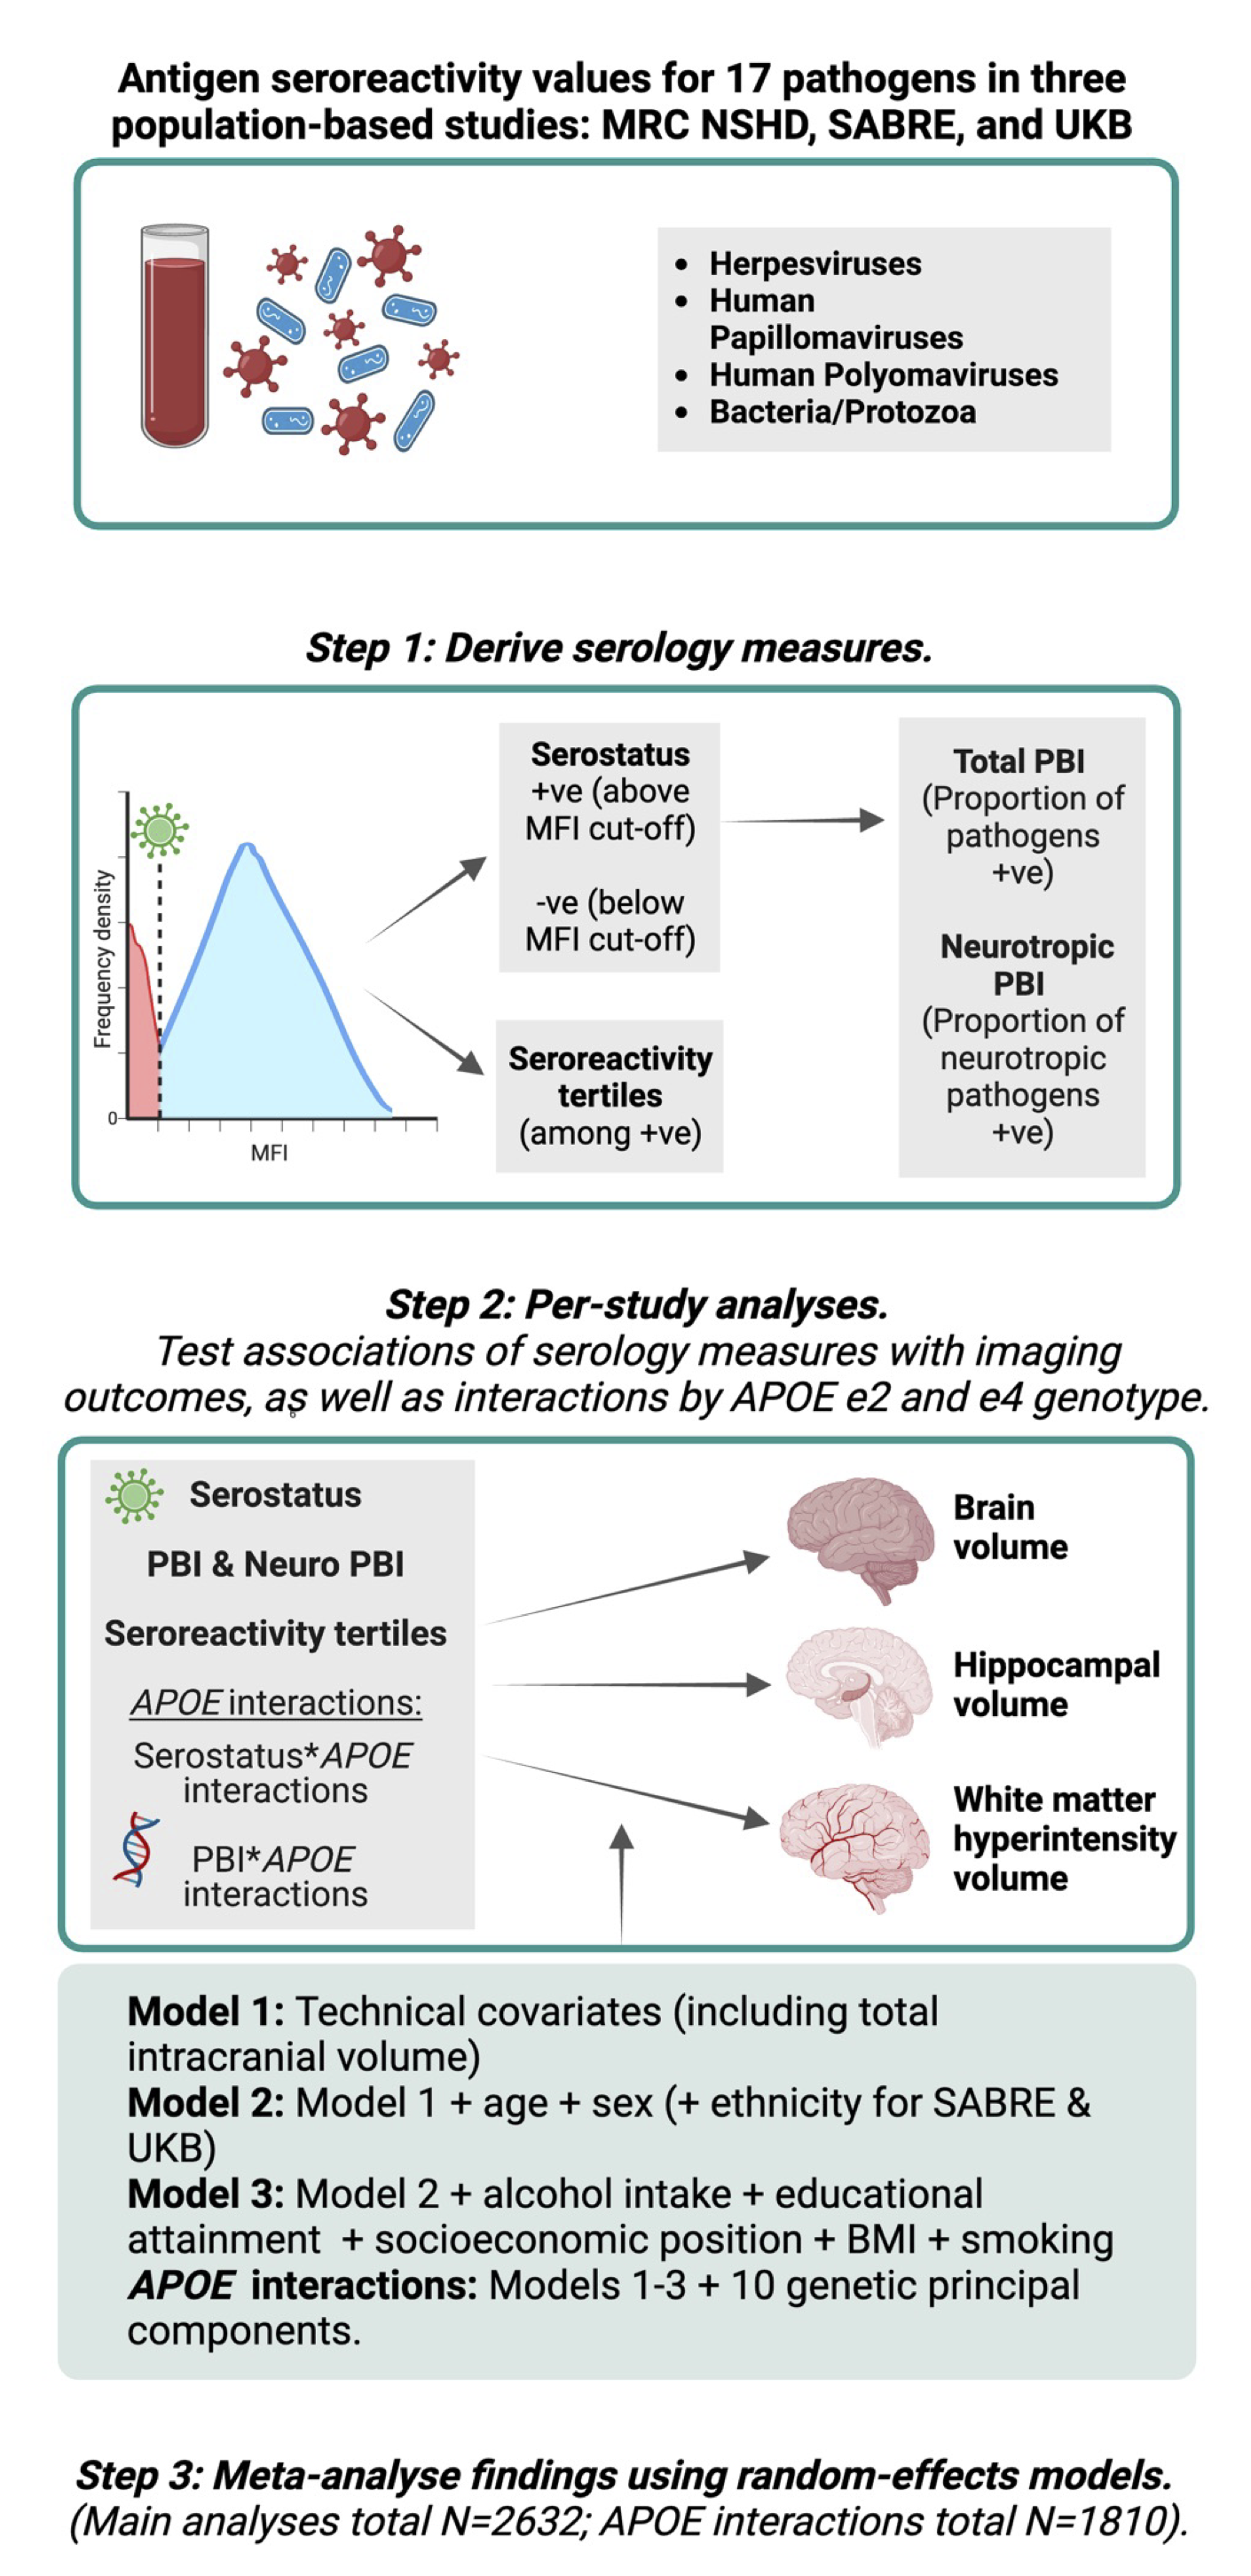 Antigen seroreactivity values for 17 pathogens in three
population-based studies: MRC NSHD, SABRE, and UKB
• Herpesviruses
• Human
Papillomaviruses
• Human Polyomaviruses
• Bacteria/Protozoa
Step 1: Derive serology measures.
Frequency density
0
MFI
Serostatus
+ve (above
MFI cut-off)
-ve (below
MFI cut-off)
Seroreactivity
tertiles
(among +ve)
Total PBI
(Proportion of
pathogens
+ve)
Neurotropic
PBI
(Proportion of
neurotropic
pathogens
+ve)
Step 2: Per-study analyses.
Test associations of serology measures with imaging
outcomes, as well as interactions by APOE e2 and e4 genotype.
Serostatus
PBI & Neuro PBI
Seroreactivity tertiles
APOE interactions:
Serostatus*APOE
interactions
PBI*APOE
interactions
Brain
volume
Hippocampal
volume
White matter
hyperintensity
volume
Model 1: Technical covariates (including total
intracranial volume)
Model 2: Model 1 + age + sex (+ ethnicity for SABRE &
UKB)
Model 3: Model 2 + alcohol intake + educational
attainment + socioeconomic position + BMI + smoking
APOE interactions: Models 1-3 + 10 genetic principal
components.
Step 3: Meta-analyse findings using random-effects models.
(Main analyses total N=2632; APOE interactions total N=1810).